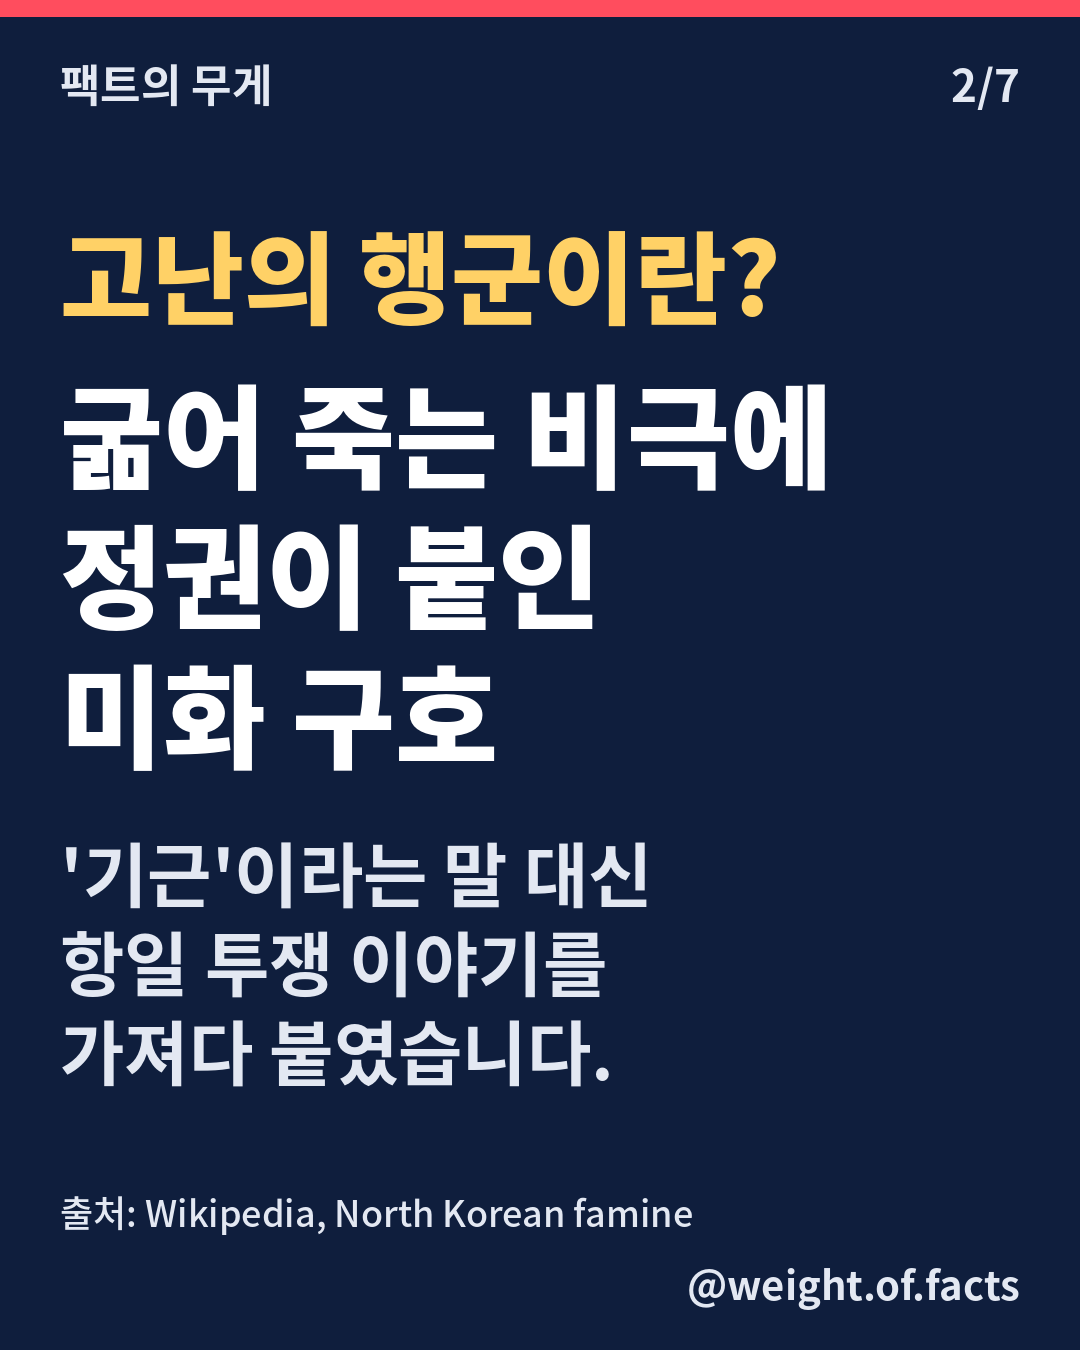 팩트의 무게
2/7
고난의 행군이란?
굶어 죽는 비극에
정권이 붙인
미화 구호
'기근'이라는 말 대신
항일 투쟁 이야기를
가져다 붙였습니다.
출처: Wikipedia, North Korean famine
@weight.of.facts